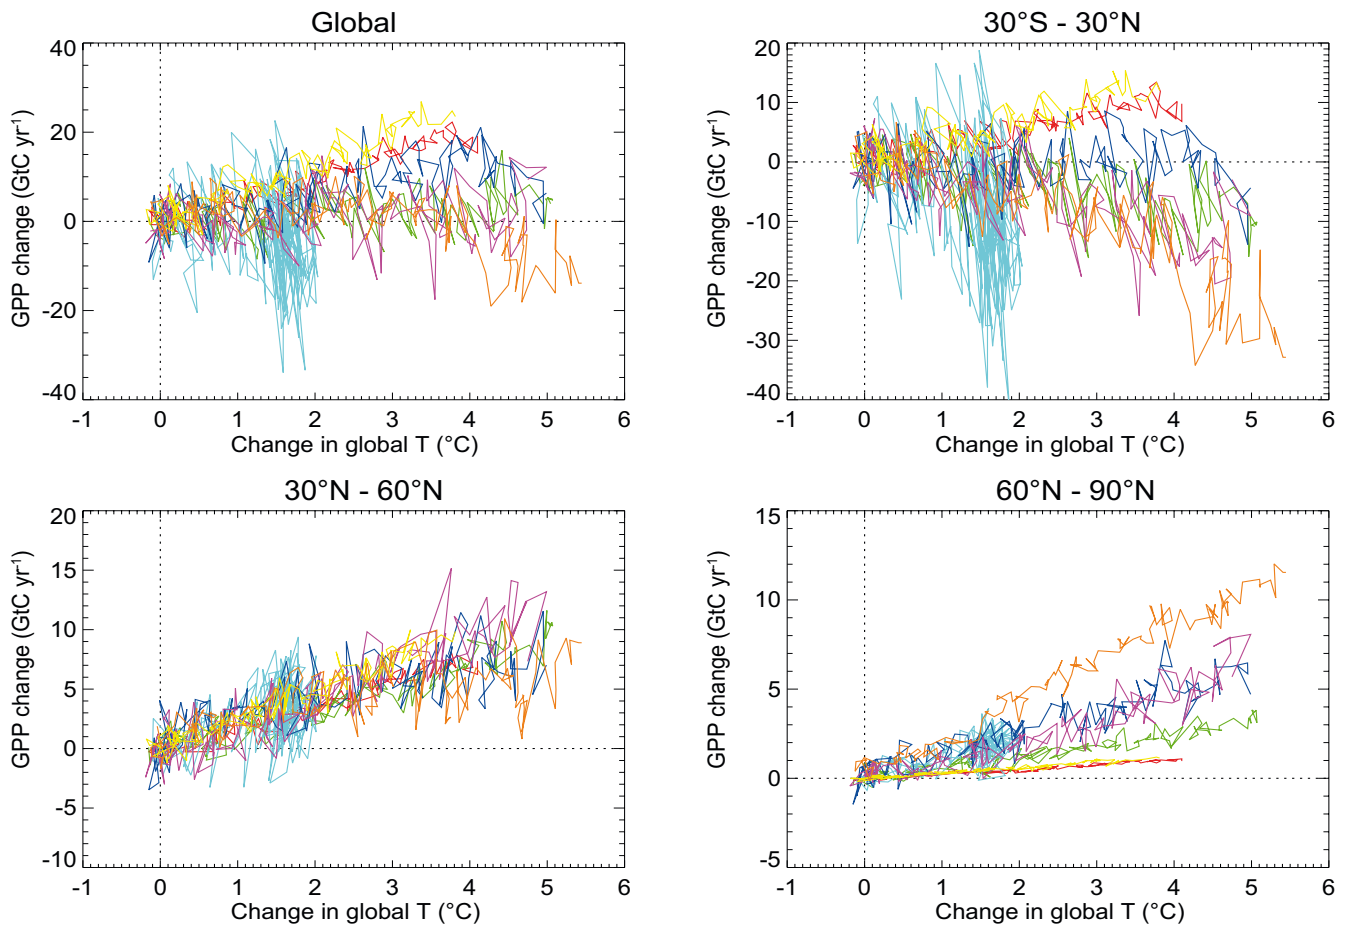 Global
40
20
0
-20
-40
-1 0 1 2 3 4 5 6
GPP change (GtC yr-1)
Change in global T (°C)
30°S - 30°N
20
10
0
-10
-20
-30
-40
-1 0 1 2 3 4 5 6
GPP change (GtC yr-1)
Change in global T (°C)
30°N - 60°N
20
15
10
5
0
-5
-10
-1 0 1 2 3 4 5 6
GPP change (GtC yr-1)
Change in global T (°C)
60°N - 90°N
15
10
5
0
-5
-1 0 1 2 3 4 5 6
GPP change (GtC yr-1)
Change in global T (°C)